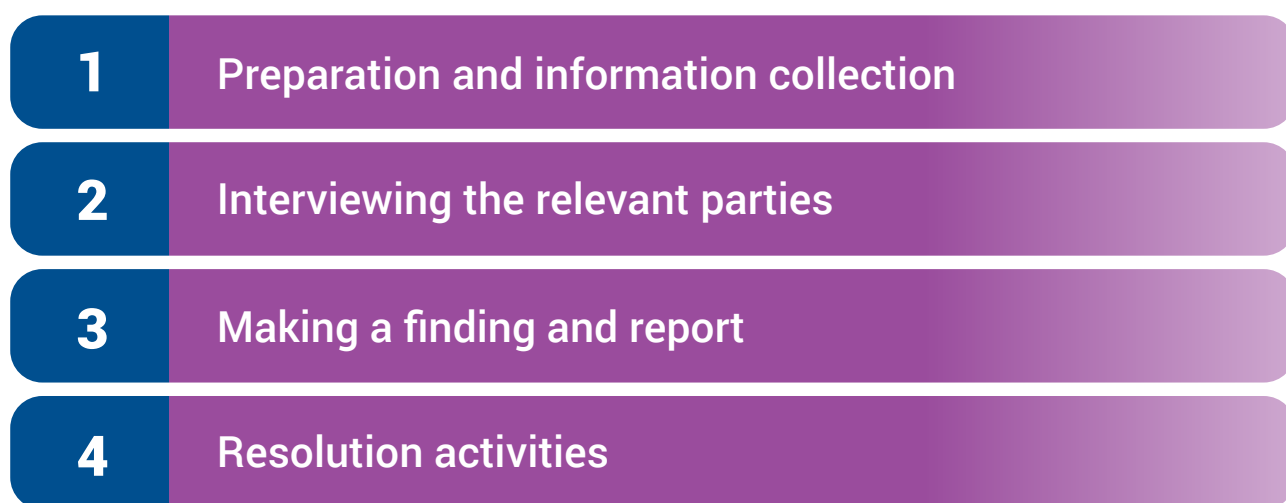 1 Preparation and information collection
2 Interviewing the relevant parties
3 Making a finding and report
4 Resolution activities